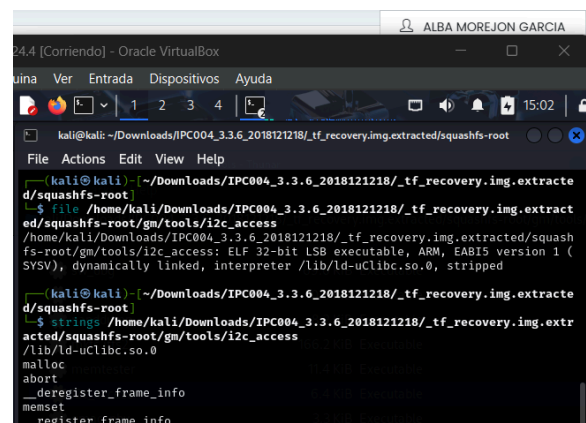 ALBA MOREJON GARCIA
24.4 [Corriendo] - Oracle VirtualBox
uina Ver Entrada Dispositivos Ayuda
1 2 3 4 15:02
kali@kali: ~/Downloads/IPC004_3.3.6_2018121218/_tf_recovery.img.extracted/squashfs-root
File Actions Edit View Help
(kali㉿kali)-[~/Downloads/IPC004_3.3.6_2018121218/_tf_recovery.img.extracte
d/squashfs-root]
$ file /home/kali/Downloads/IPC004_3.3.6_2018121218/_tf_recovery.img.extract
ed/squashfs-root/gm/tools/i2c_access
/home/kali/Downloads/IPC004_3.3.6_2018121218/_tf_recovery.img.extracted/squash
fs-root/gm/tools/i2c_access: ELF 32-bit LSB executable, ARM, EABI5 version 1 (
SYSV), dynamically linked, interpreter /lib/ld-uClibc.so.0, stripped
(kali㉿kali)-[~/Downloads/IPC004_3.3.6_2018121218/_tf_recovery.img.extracte
d/squashfs-root]
$ strings /home/kali/Downloads/IPC004_3.3.6_2018121218/_tf_recovery.img.extr
acted/squashfs-root/gm/tools/i2c_access
/lib/ld-uClibc.so.0
malloc
abort
__deregister_frame_info
memset
__register_frame_info